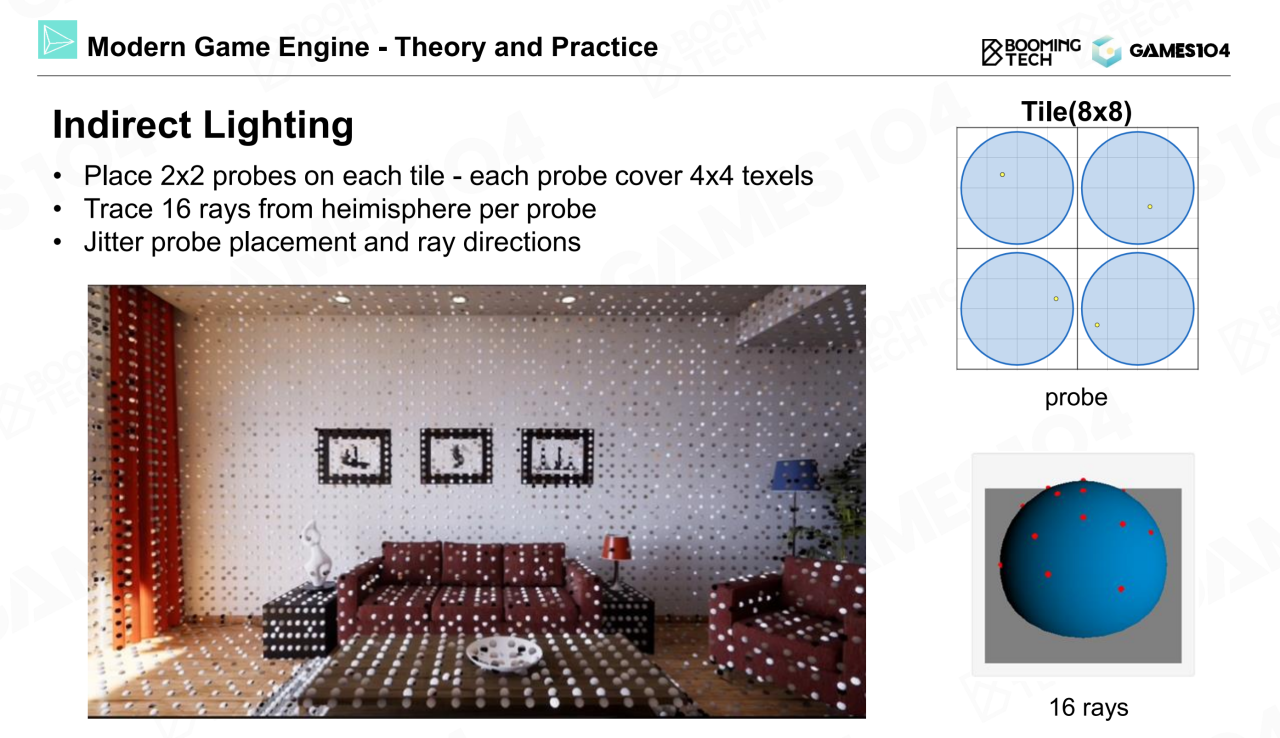 Modern Game Engine - Theory and Practice
BOOMING
TECH
GAMES104
Indirect Lighting
• Place 2x2 probes on each tile - each probe cover 4x4 texels
• Trace 16 rays from heimisphere per probe
• Jitter probe placement and ray directions
Tile(8x8)
probe
16 rays